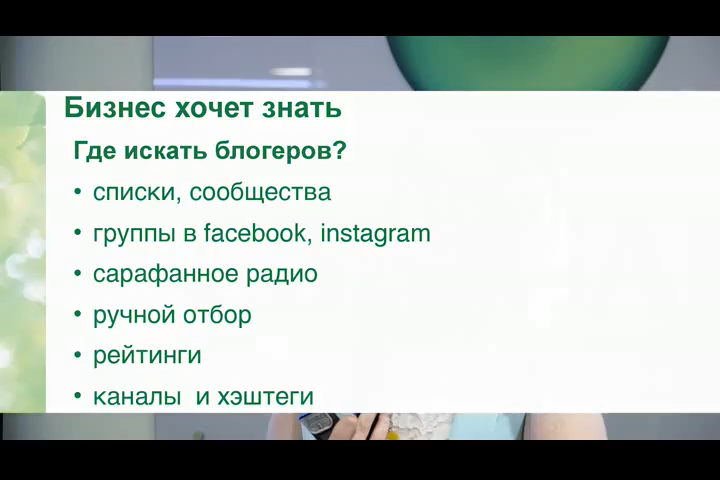 Бизнес хочет знать
Где искать блогеров?
• списки, сообщества
• группы в facebook, instagram
• сарафанное радио
• ручной отбор
• рейтинги
• каналы и хэштеги